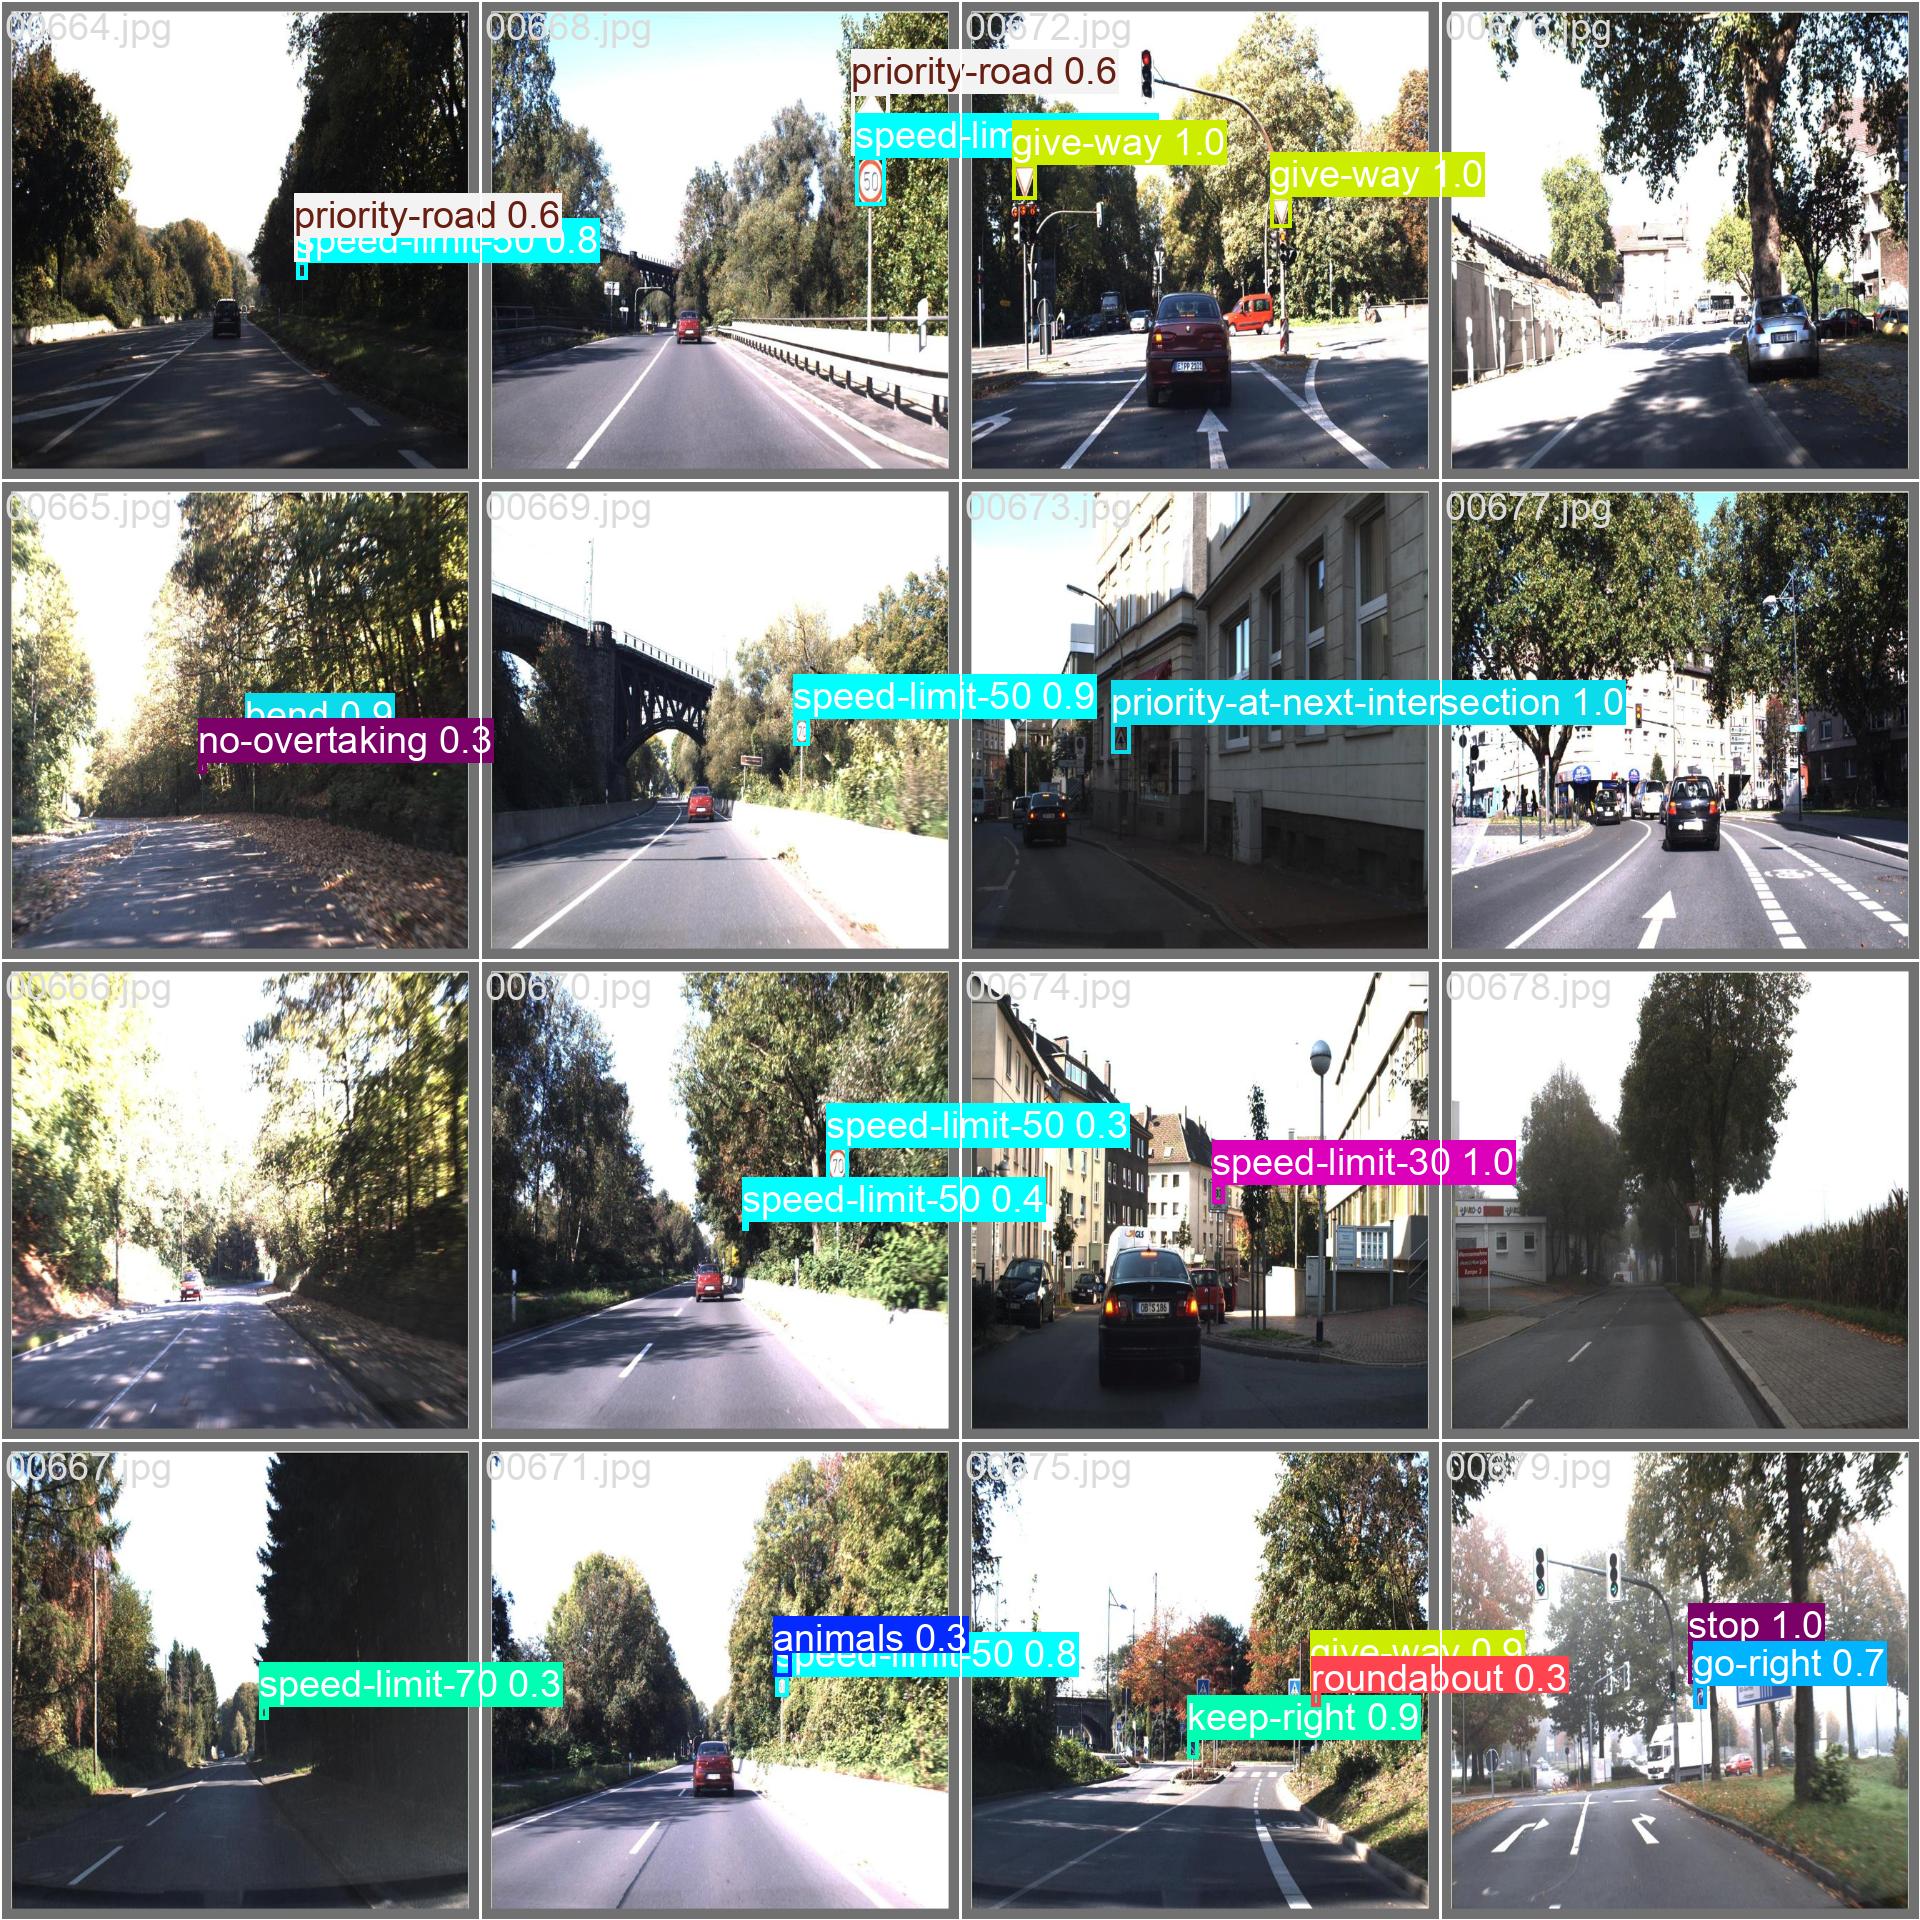 00664.jpg
00668.jpg
00672.jpg
00676.jpg
priority-road 0.6
speed-lim
give-way 1.0
give-way 1.0
50
priority-road 0.6
speed-limit-50 0.8
00665.jpg
00669.jpg
00673.jpg
00677.jpg
speed-limit-50 0.9
priority-at-next-intersection 1.0
bend 0.9
no-overtaking 0.3
00666.jpg
00670.jpg
00674.jpg
00678.jpg
speed-limit-50 0.3
70
speed-limit-30 1.0
speed-limit-50 0.4
GLS
OB S 186
00667.jpg
00671.jpg
00675.jpg
00679.jpg
animals 0.3
speed-limit-50 0.8
give-way 0.9
stop 1.0
speed-limit-70 0.3
roundabout 0.3
go-right 0.7
keep-right 0.9